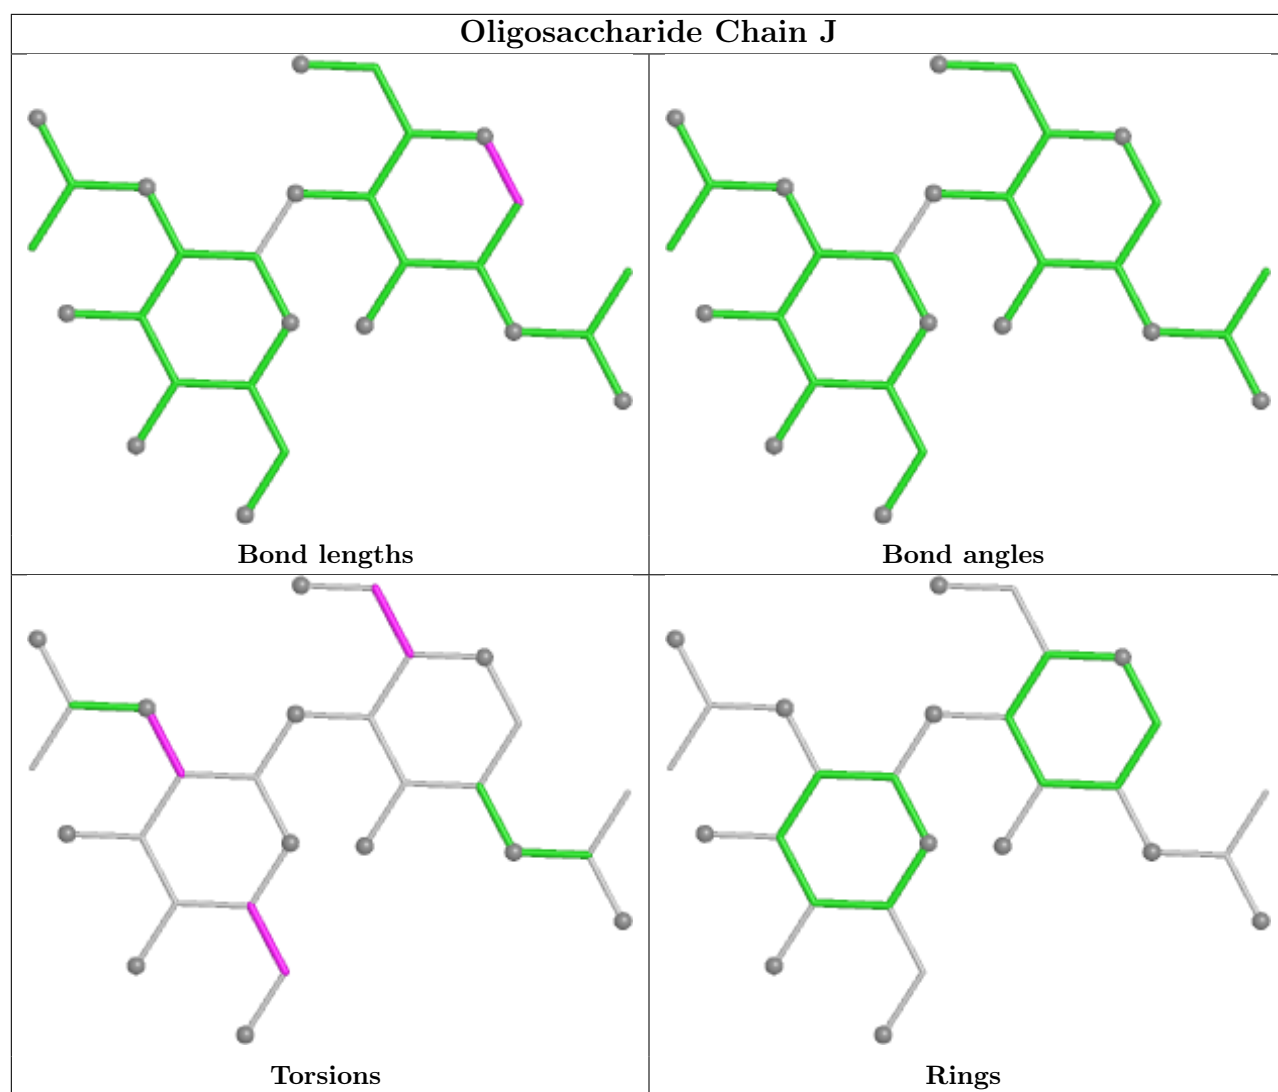 Oligosaccharide Chain J
Bond lengths
Bond angles
Torsions
Rings